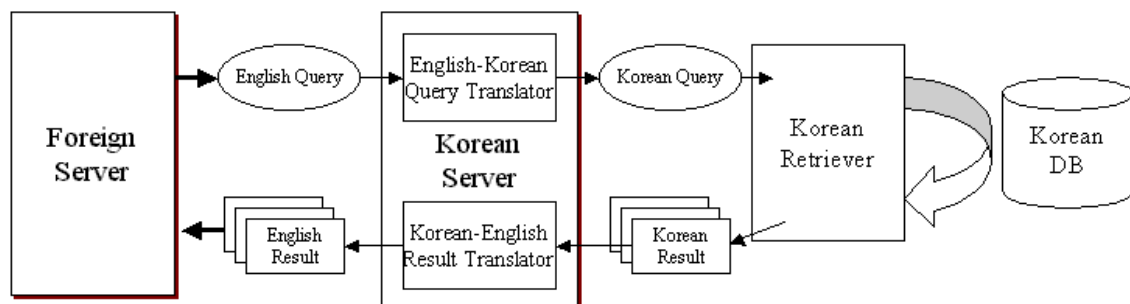 Foreign
Server
English Query
English-Korean
Query Translator
Korean
Server
Korean Query
Korean
Retriever
Korean
DB
English
Result
Korean-English
Result Translator
Korean
Result